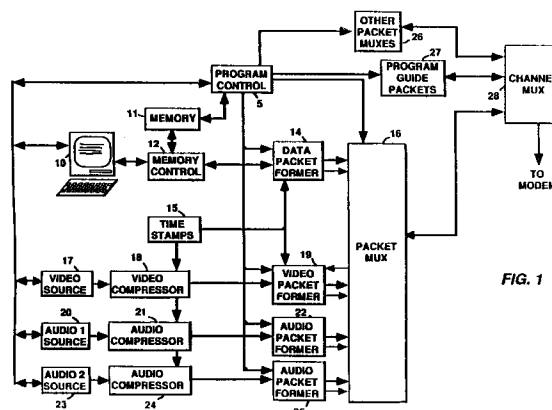 OTHER
PACKET
MUXES
26
27
PROGRAM
GUIDE
PACKETS
CHANNEL
MUX
28
PROGRAM
CONTROL
5
11
MEMORY
10
12
MEMORY
CONTROL
14
DATA
PACKET
FORMER
16
TO
MODEM
15
TIME
STAMPS
17
VIDEO
SOURCE
18
VIDEO
COMPRESSOR
19
VIDEO
PACKET
FORMER
PACKET
MUX
FIG. 1
20
AUDIO 1
SOURCE
21
AUDIO
COMPRESSOR
22
AUDIO
PACKET
FORMER
AUDIO 2
SOURCE
23
AUDIO
COMPRESSOR
24
AUDIO
PACKET
FORMER